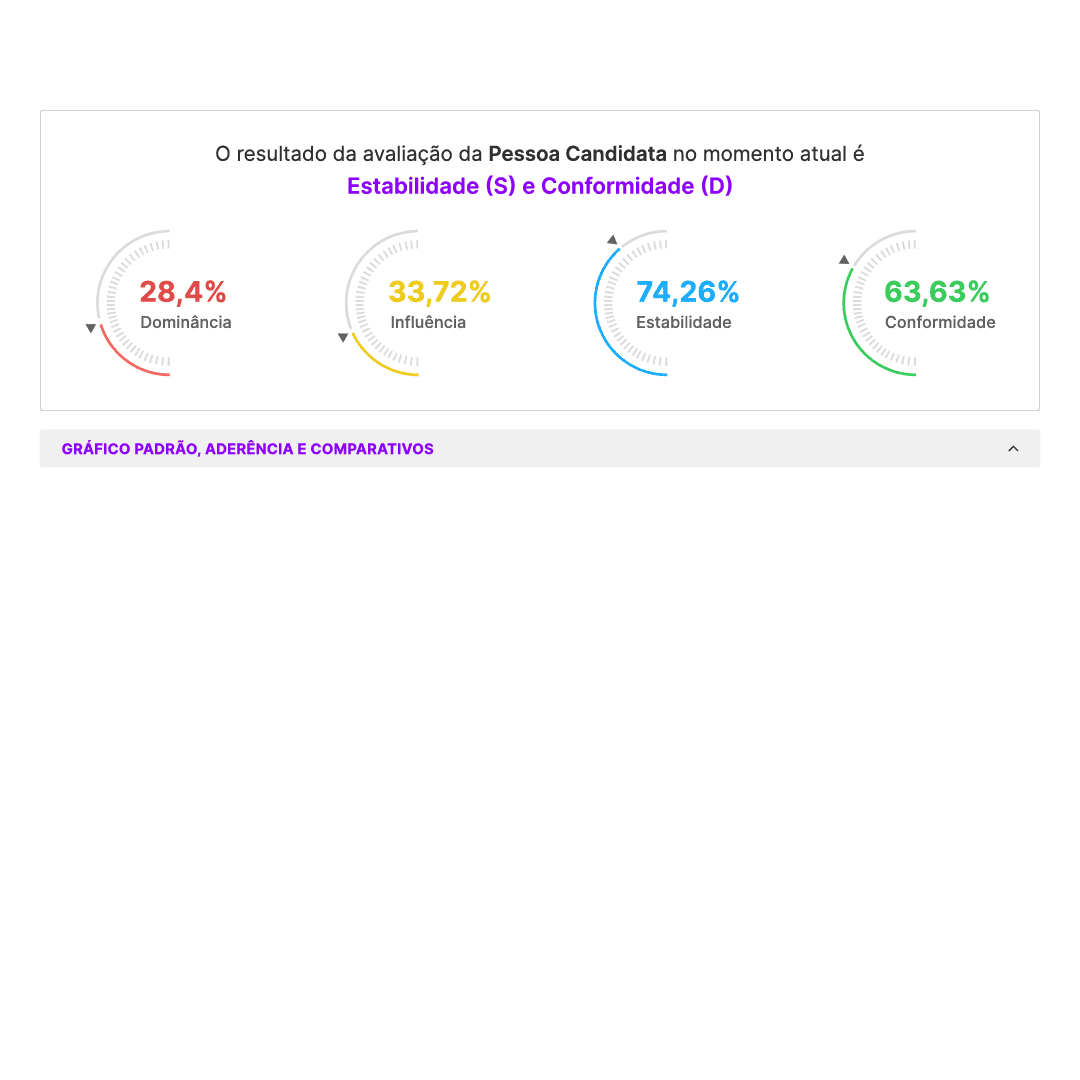 O resultado da avaliação da Pessoa Candidata no momento atual é
Estabilidade (S) e Conformidade (D)
28,4%
Dominância
33,72%
Influência
74,26%
Estabilidade
63,63%
Conformidade
GRÁFICO PADRÃO, ADERÊNCIA E COMPARATIVOS